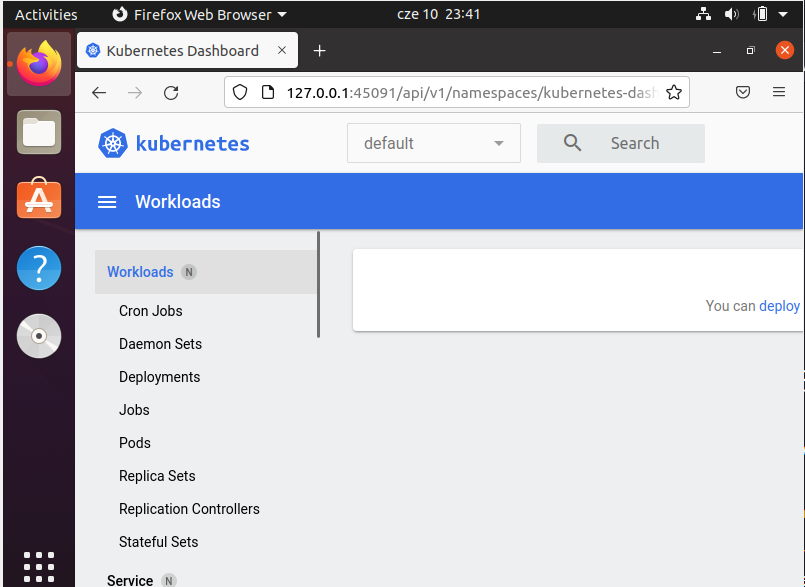 Activities Firefox Web Browser cze 10 23:41
Kubernetes Dashboard
127.0.0.1:45091/api/v1/namespaces/kubernetes-das
kubernetes default Search
Workloads
Workloads N
You can deploy
Cron Jobs
Daemon Sets
Deployments
Jobs
Pods
Replica Sets
Replication Controllers
Stateful Sets
Service N